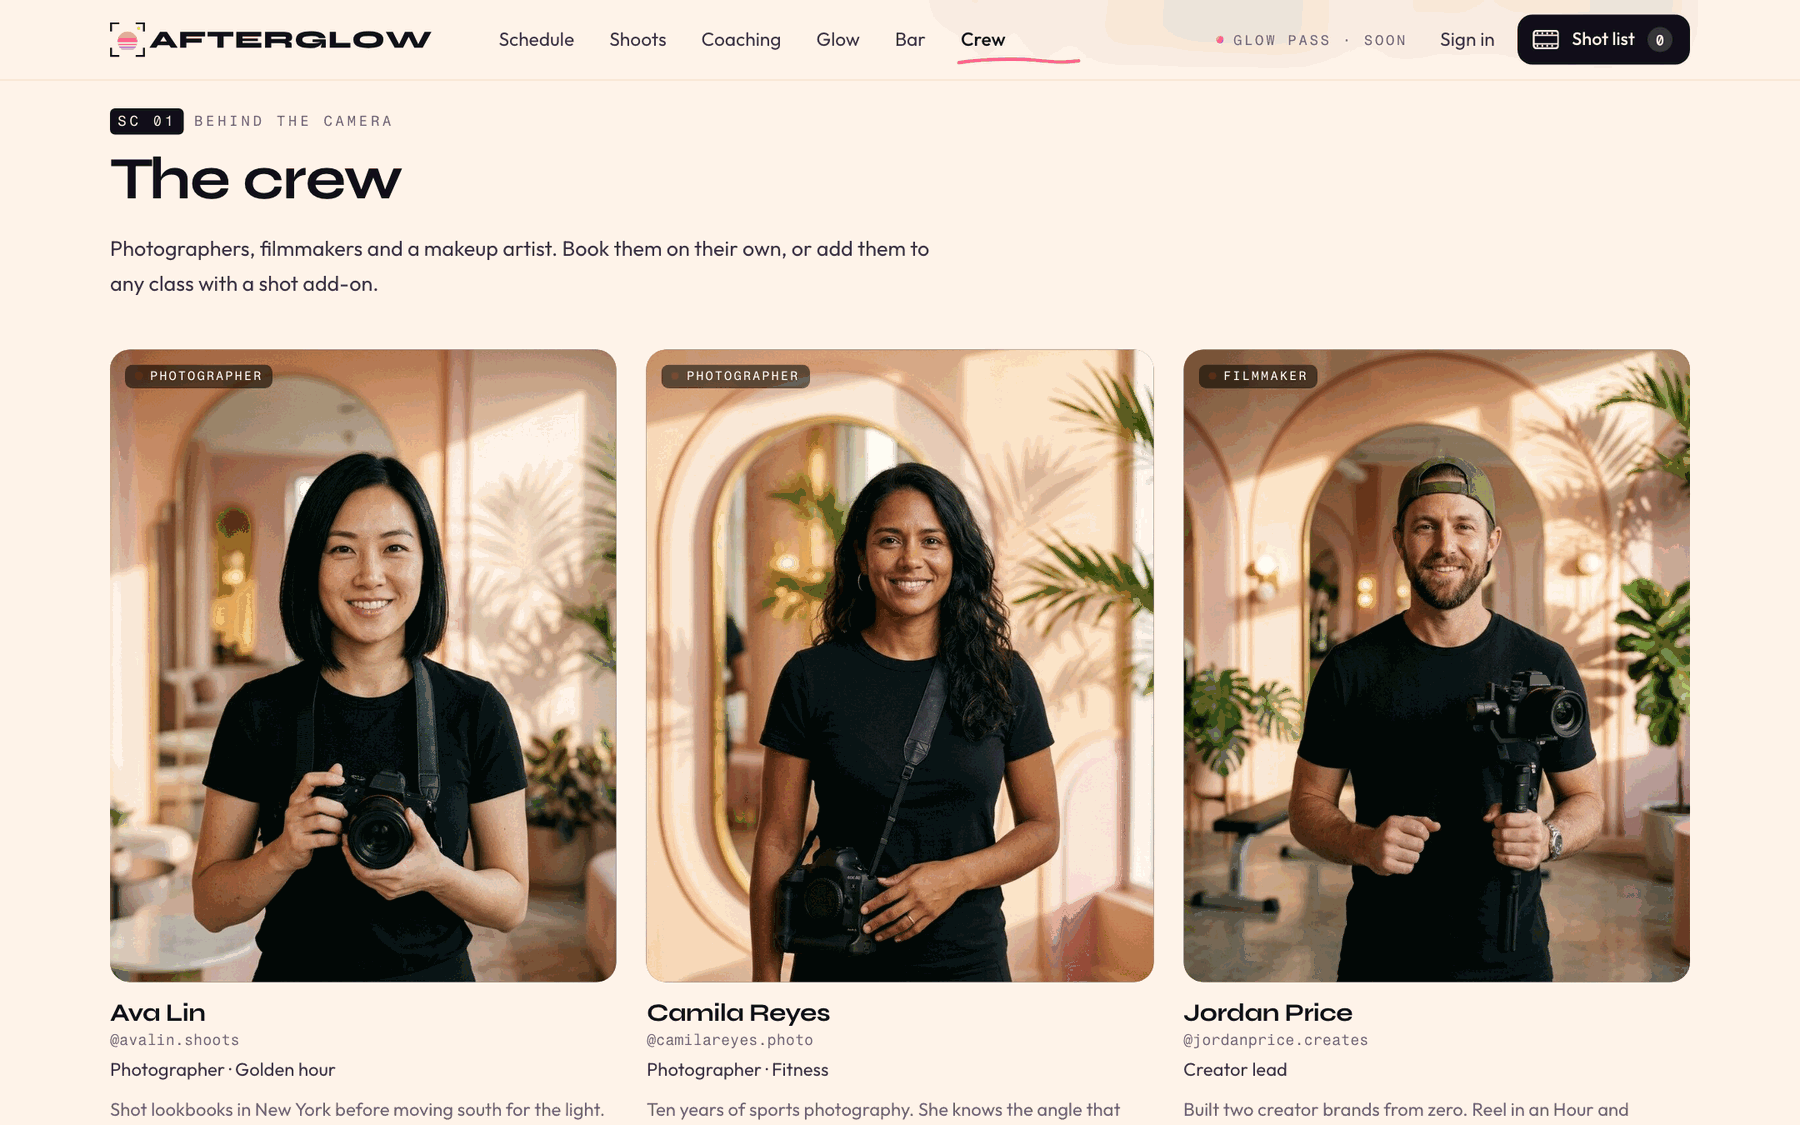 AFTERGLOW
Schedule
Shoots
Coaching
Glow
Bar
Crew
GLOW PASS · SOON
Sign in
Shot list 0
SC 01 BEHIND THE CAMERA
The crew
Photographers, filmmakers and a makeup artist. Book them on their own, or add them to
any class with a shot add-on.
PHOTOGRAPHER
PHOTOGRAPHER
FILMMAKER
Ava Lin
@avalin.shoots
Photographer · Golden hour
Shot lookbooks in New York before moving south for the light.
Camila Reyes
@camilareyes.photo
Photographer · Fitness
Ten years of sports photography. She knows the angle that
Jordan Price
@jordanprice.creates
Creator lead
Built two creator brands from zero. Reel in an Hour and